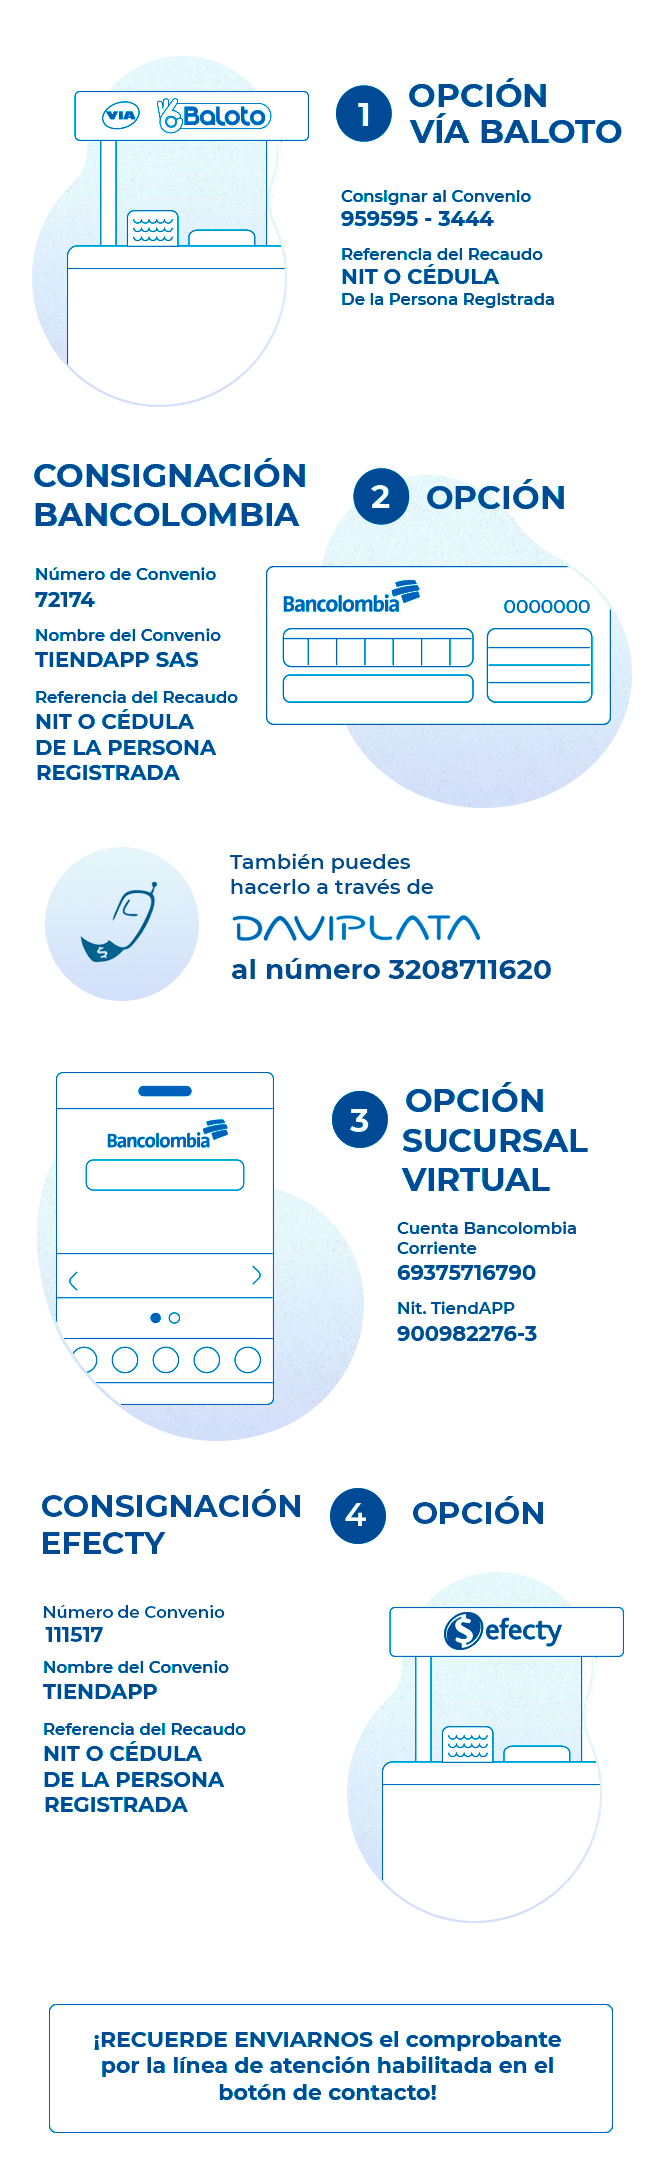 VIA Baloto
1
OPCIÓN
VÍA BALOTO
Consignar al Convenio
959595 - 3444
Referencia del Recaudo
NIT O CÉDULA
De la Persona Registrada
CONSIGNACIÓN
BANCOLOMBIA
2 OPCIÓN
Número de Convenio
72174
Nombre del Convenio
TIENDAPP SAS
Referencia del Recaudo
NIT O CÉDULA
DE LA PERSONA
REGISTRADA
Bancolombia
0000000
También puedes
hacerlo a través de
DAVIPLATA
al número 3208711620
$
Bancolombia
3
OPCIÓN
SUCURSAL
VIRTUAL
Cuenta Bancolombia
Corriente
69375716790
Nit. TiendAPP
900982276-3
CONSIGNACIÓN
EFECTY
4 OPCIÓN
Número de Convenio
111517
Nombre del Convenio
TIENDAPP
Referencia del Recaudo
NIT O CÉDULA
DE LA PERSONA
REGISTRADA
$ efecty
¡RECUERDE ENVIARNOS el comprobante
por la línea de atención habilitada en el
botón de contacto!